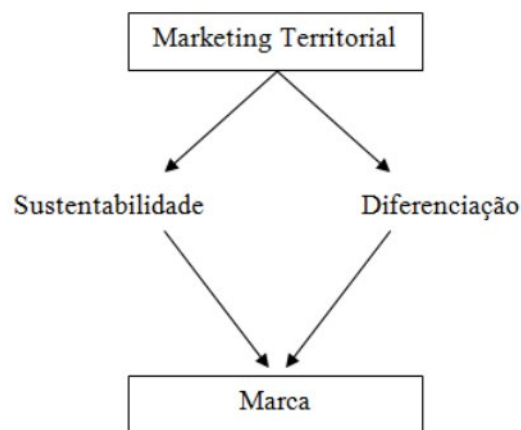 Marketing Territorial
Sustentabilidade
Diferenciação
Marca